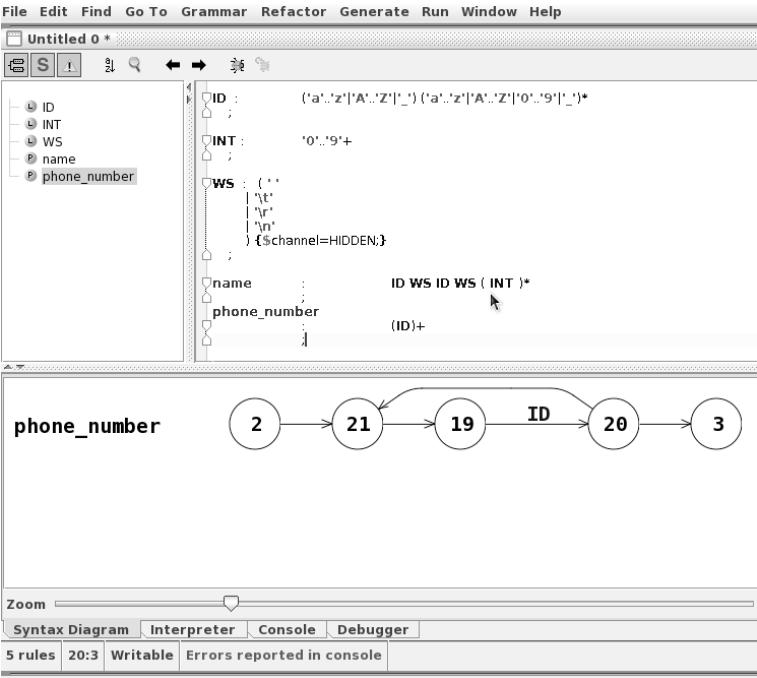 File Edit Find Go To Grammar Refactor Generate Run Window Help
Untitled 0 *
S
ID
INT
WS
name
phone_number
ID : ('a'..'z'|'A'..'Z'|'_') ('a'..'z'|'A'..'Z'|'0'..'9'|'_')*
;
INT : '0'..'9'+
;
WS : ( ' '
| '\t'
| '\r'
| '\n'
) {$channel=HIDDEN;}
;
name : ID WS ID WS ( INT )*
;
phone_number
: (ID)+
;
phone_number 2 21 19 ID 20 3
Zoom
Syntax Diagram Interpreter Console Debugger
5 rules 20:3 Writable Errors reported in console